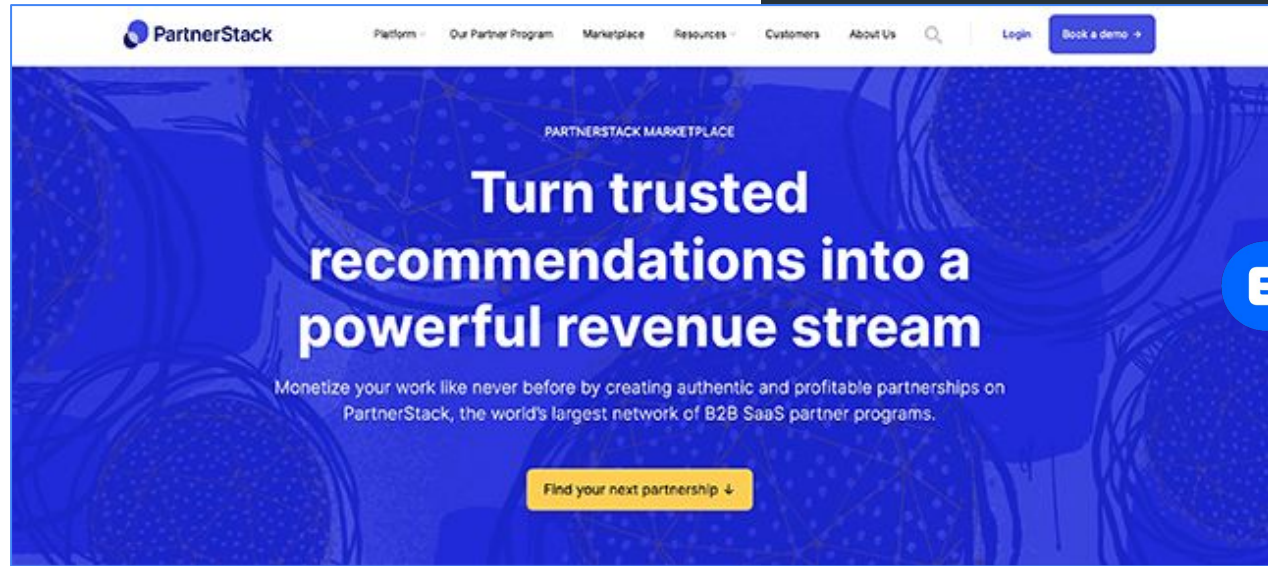 PartnerStack
Platform Our Partner Program Marketplace Resources Customers About Us Login Book a demo →
PARTNERSTACK MARKETPLACE
Turn trusted
recommendations into a
powerful revenue stream
Monetize your work like never before by creating authentic and profitable partnerships on
PartnerStack, the world's largest network of B2B SaaS partner programs.
Find your next partnership ↓